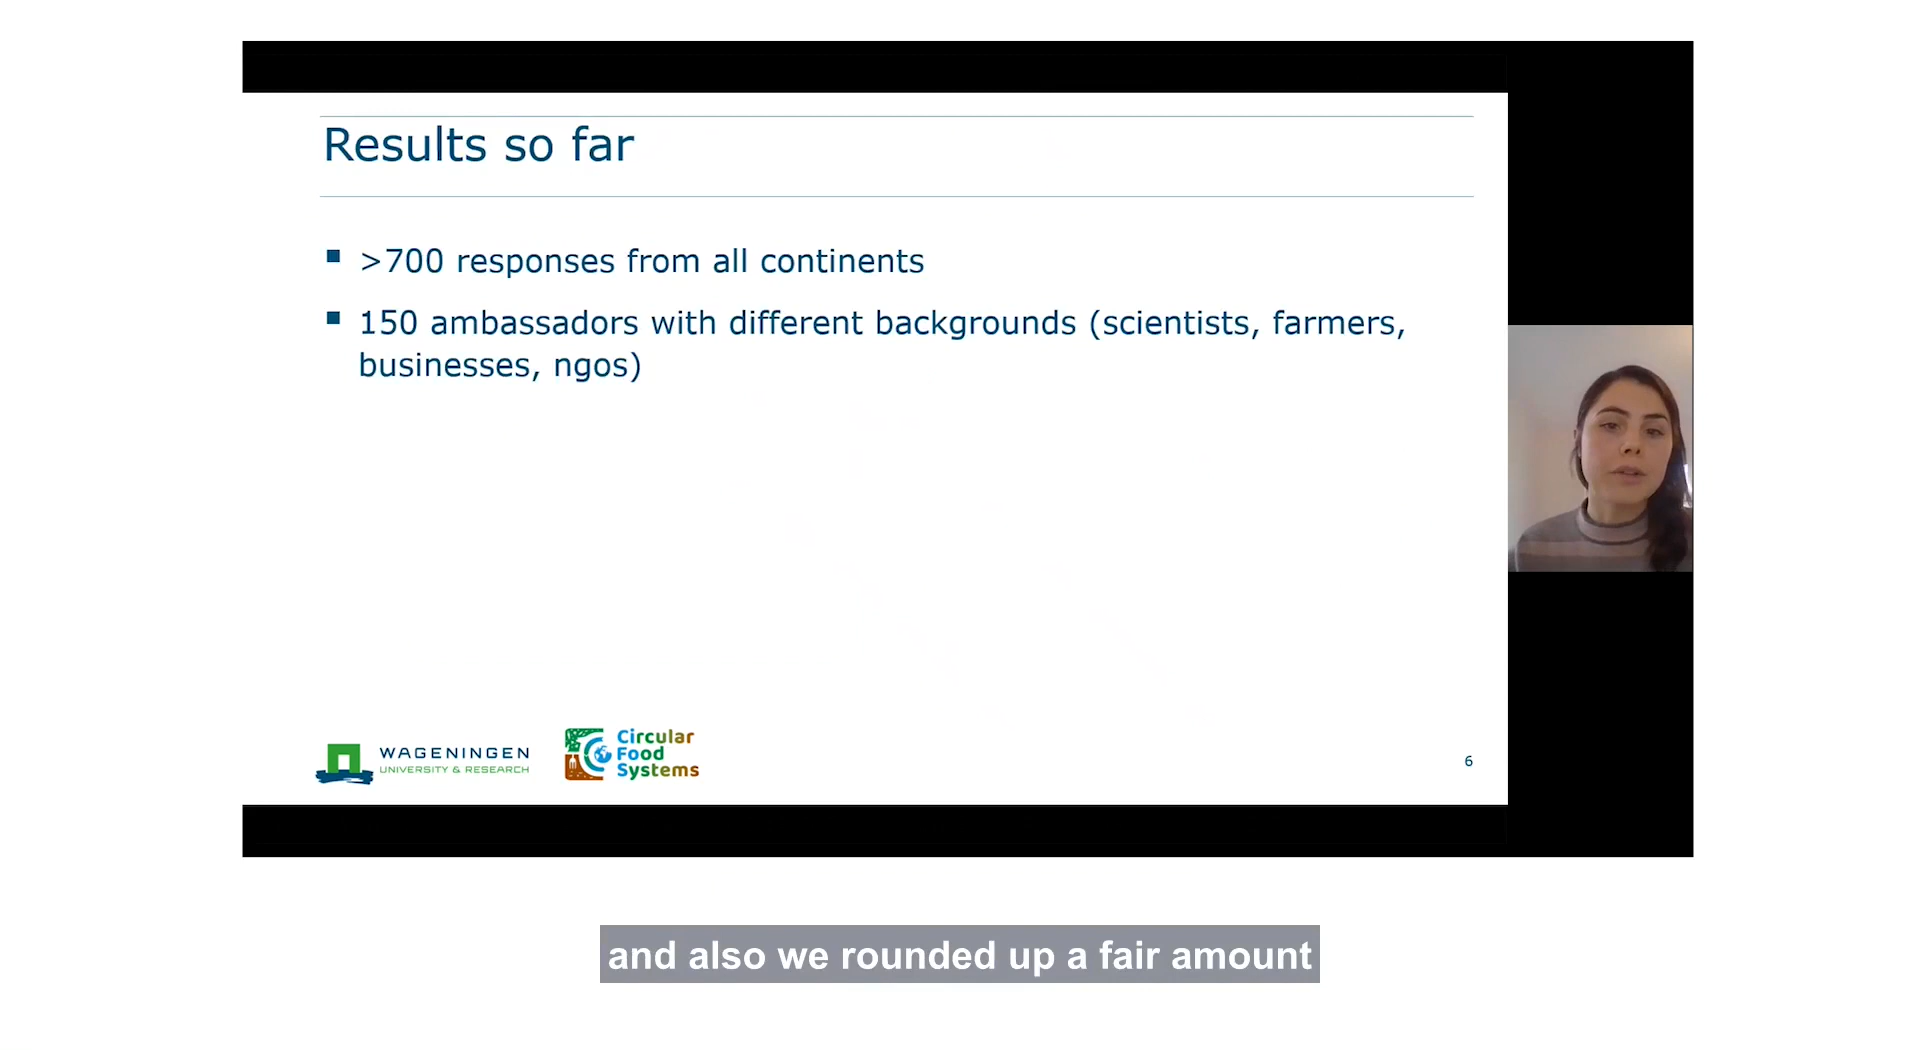 Results so far
▪ >700 responses from all continents
▪ 150 ambassadors with different backgrounds (scientists, farmers,
businesses, ngos)
WAGENINGEN
UNIVERSITY & RESEARCH
Circular
Food
Systems
6
and also we rounded up a fair amount